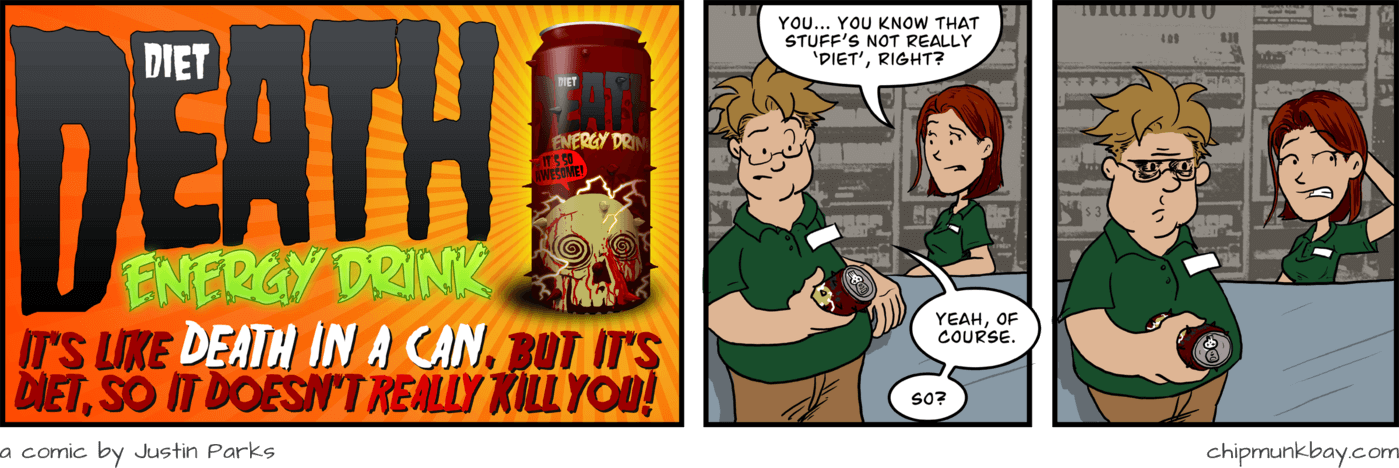 DIET
DEATH
ENERGY DRINK
IT'S LIKE DEATH IN A CAN, BUT IT'S
DIET, SO IT DOESN'T REALLY KILL YOU!
DIET
DEATH
ENERGY DRINK
IT'S SO
AWESOME!
YOU... YOU KNOW THAT
STUFF'S NOT REALLY
'DIET', RIGHT?
YEAH, OF
COURSE.
SO?
Marlboro
a comic by Justin Parks
chipmunkbay.com